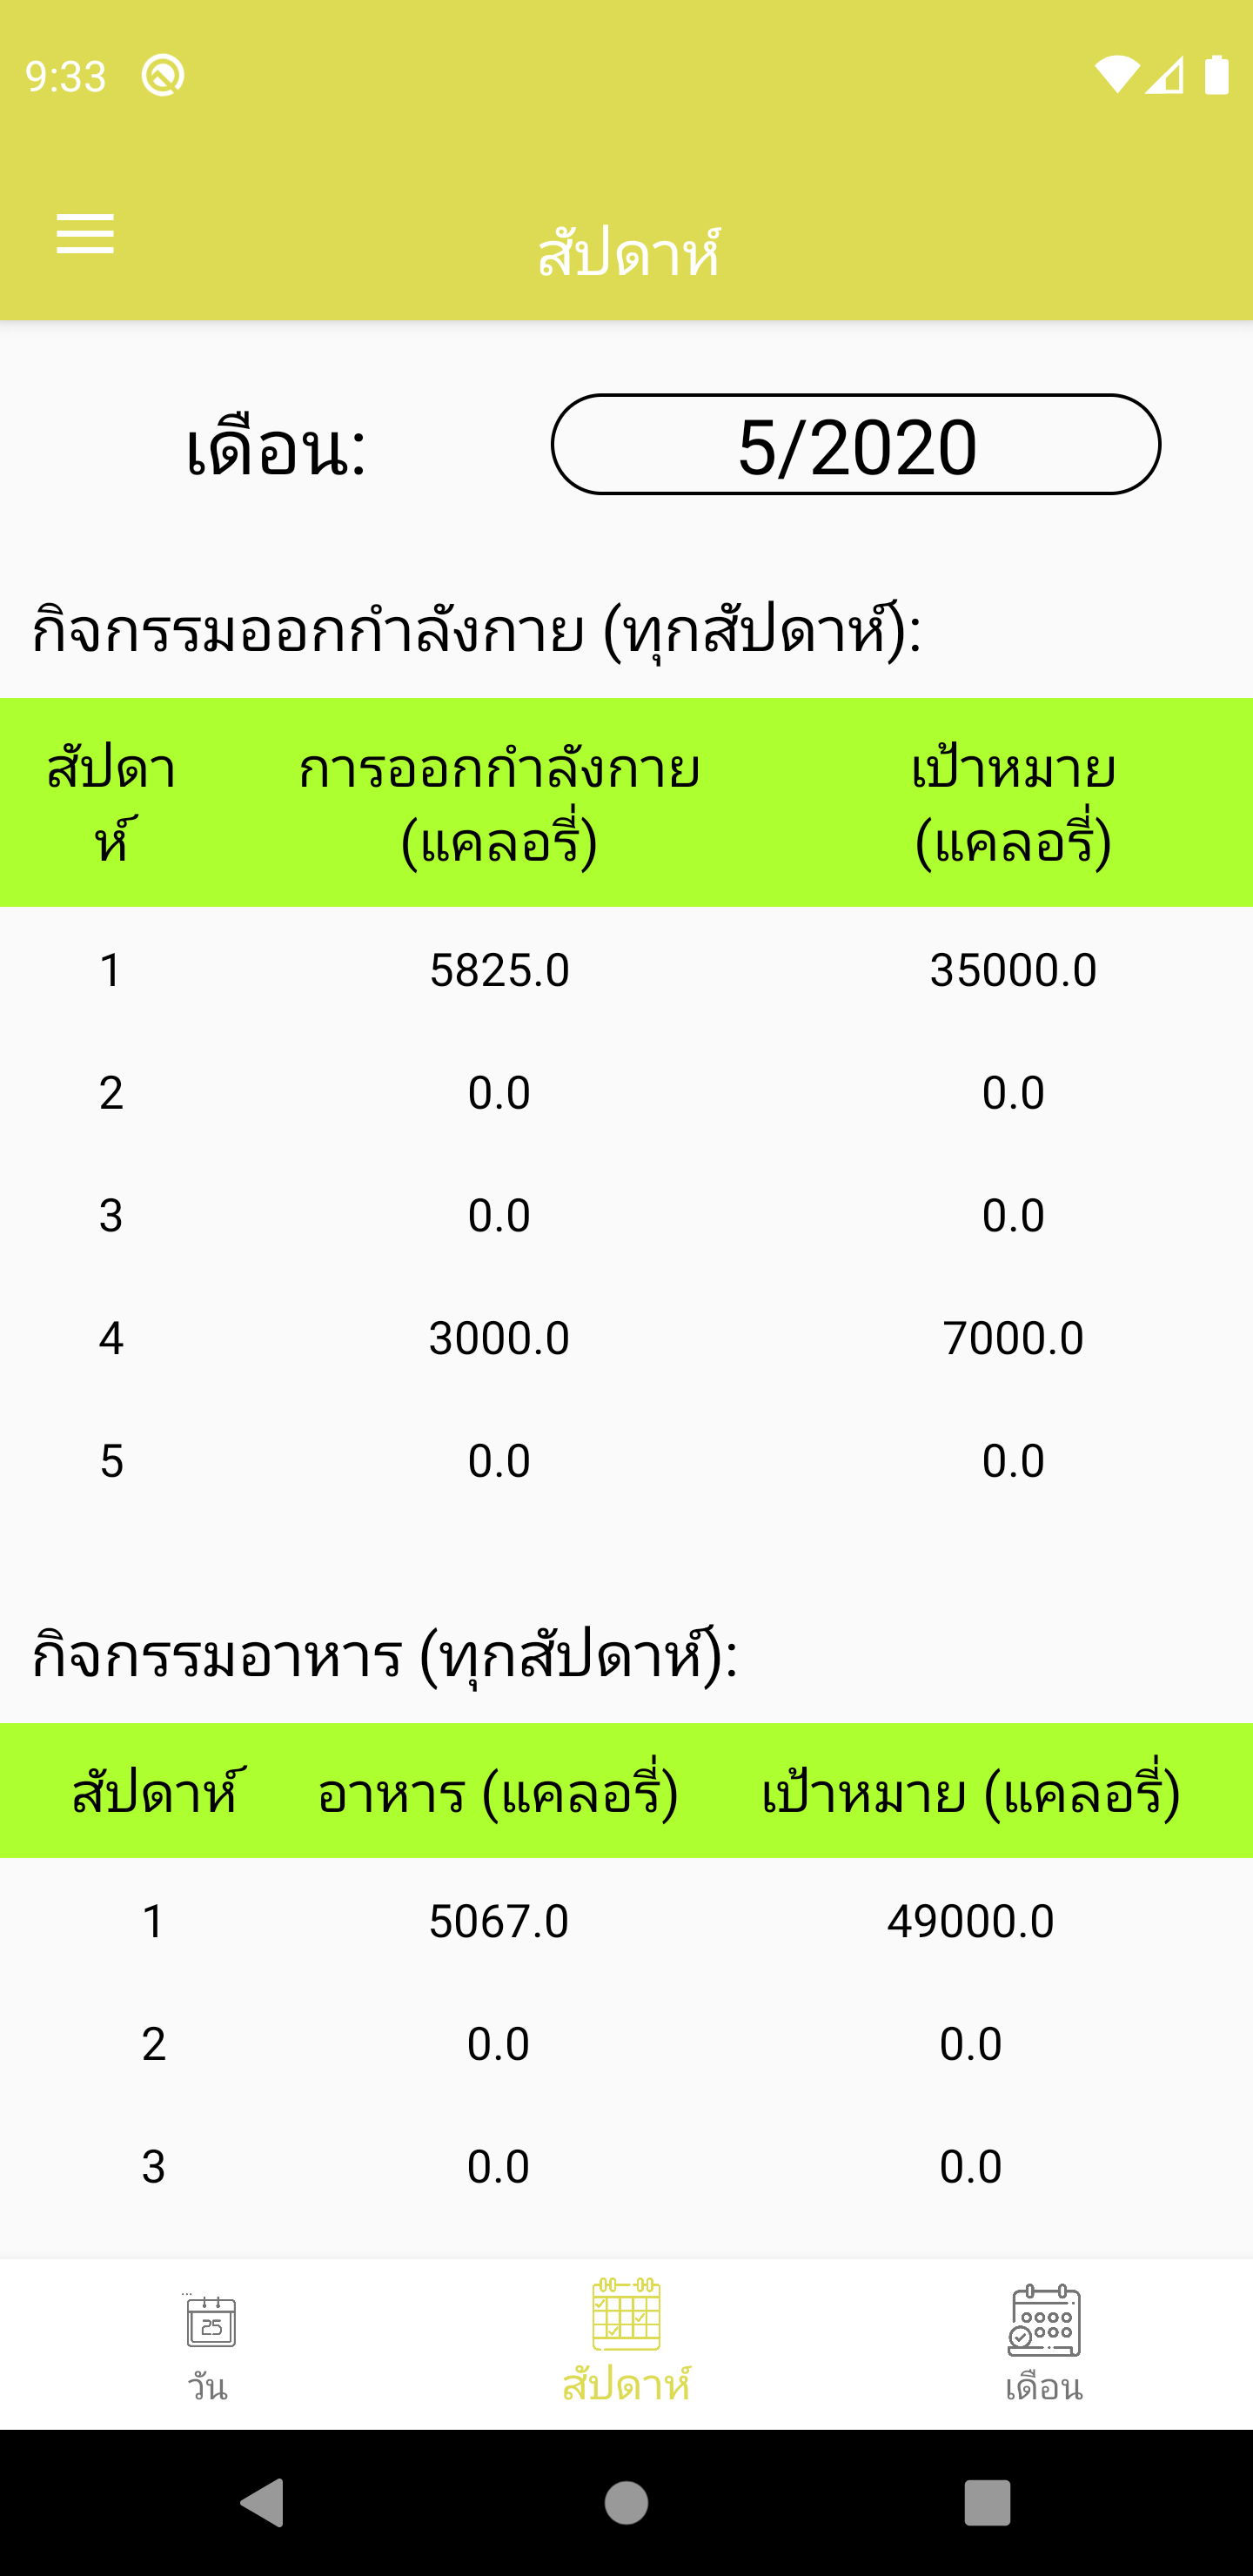 9:33
สัปดาห์
เดือน: 5/2020
กิจกรรมออกกำลังกาย (ทุกสัปดาห์):
สัปดา การออกกำลังกาย เป้าหมาย
ห์ (แคลอรี่) (แคลอรี่)
1 5825.0 35000.0
2 0.0 0.0
3 0.0 0.0
4 3000.0 7000.0
5 0.0 0.0
กิจกรรมอาหาร (ทุกสัปดาห์):
สัปดาห์ อาหาร (แคลอรี่) เป้าหมาย (แคลอรี่)
1 5067.0 49000.0
2 0.0 0.0
3 0.0 0.0
25
วัน สัปดาห์ เดือน